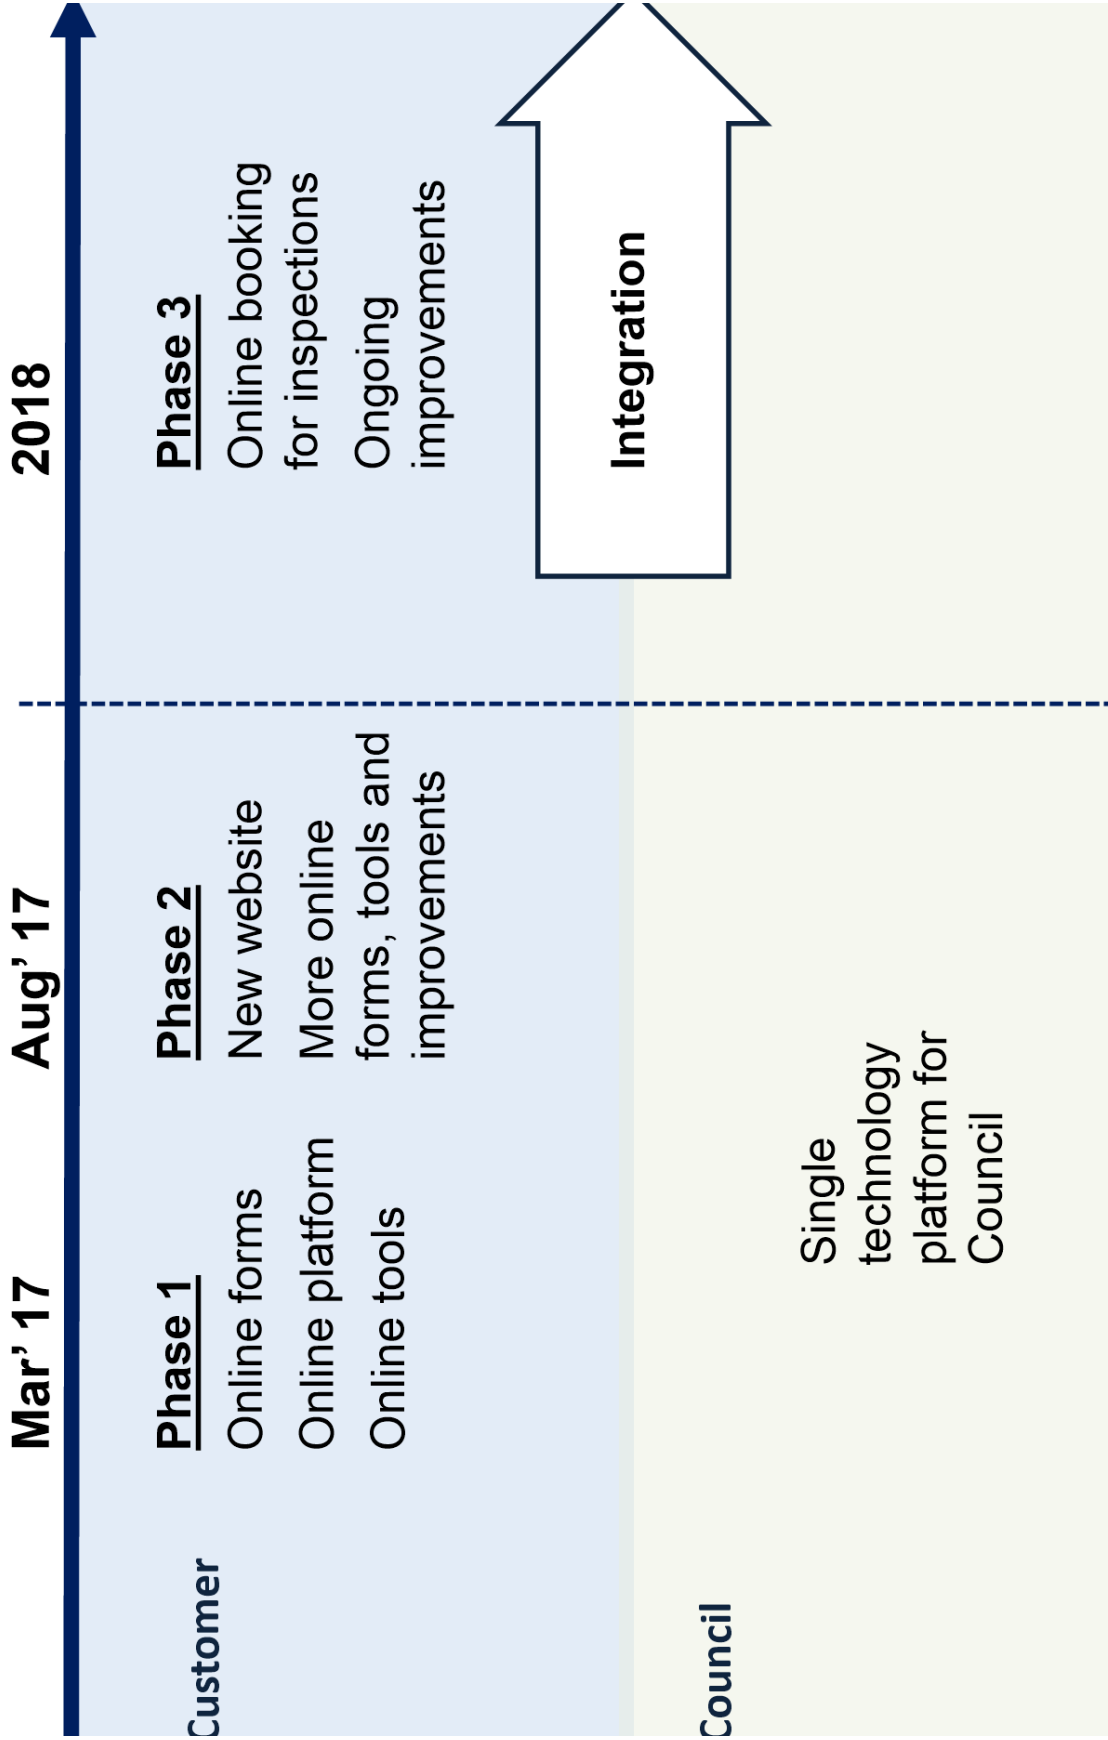 Mar’ 17
Aug’ 17
2018
Customer
Phase 1
Online forms
Online platform
Online tools
Phase 2
New website
More online
forms, tools and
improvements
Phase 3
Online booking
for inspections
Ongoing
improvements
Integration
Council
Single
technology
platform for
Council